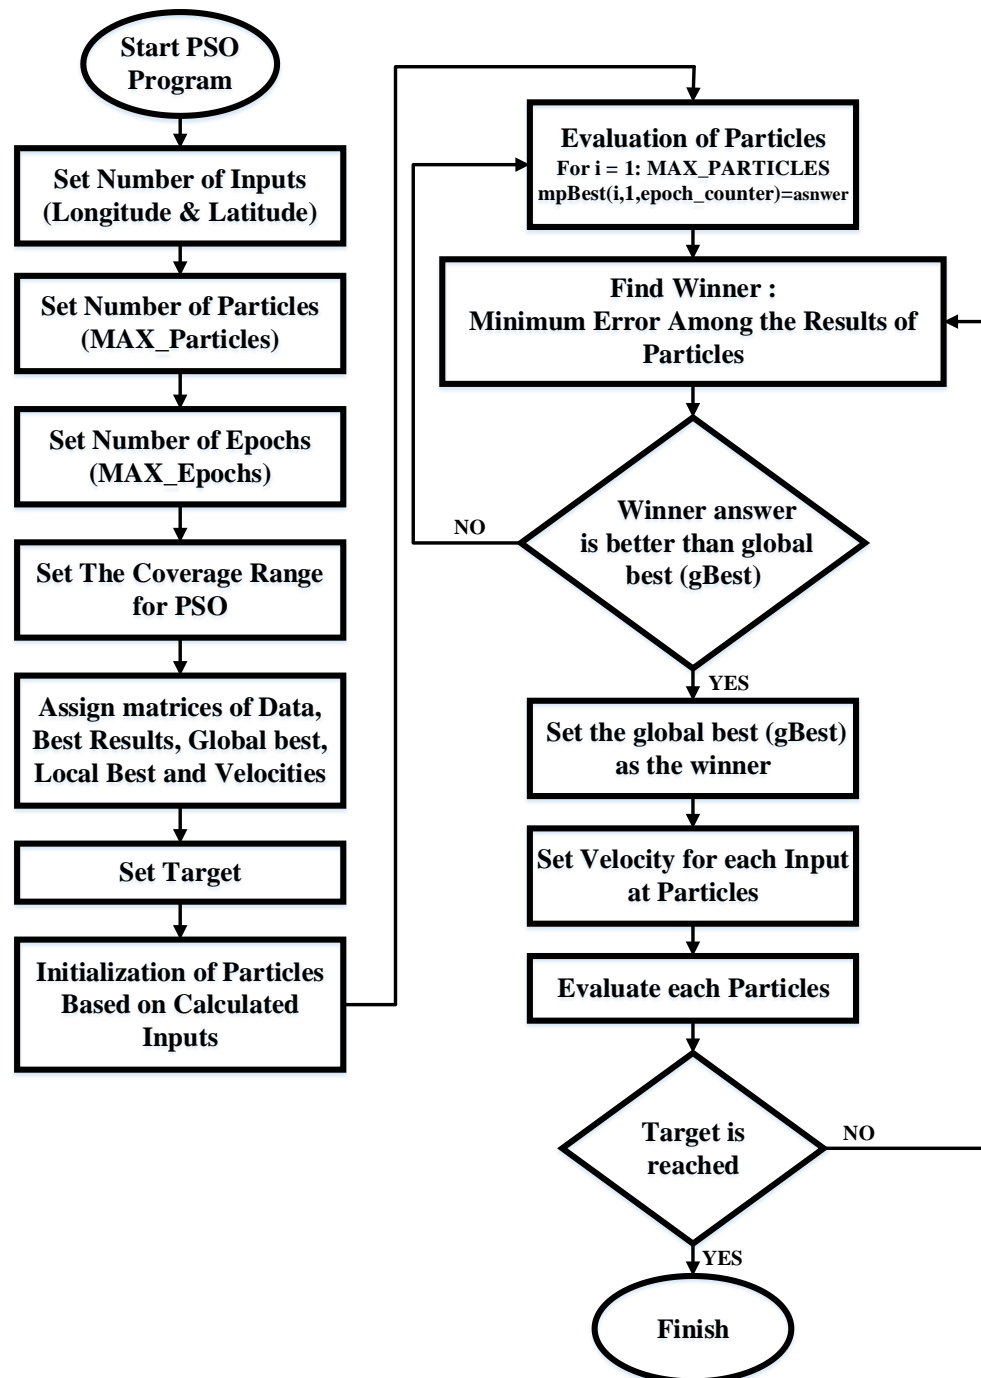 Start PSO
Program
Set Number of Inputs
(Longitude & Latitude)
Set Number of Particles
(MAX_Particles)
Set Number of Epochs
(MAX_Epochs)
Set The Coverage Range
for PSO
Assign matrices of Data,
Best Results, Global best,
Local Best and Velocities
Set Target
Initialization of Particles
Based on Calculated
Inputs
Evaluation of Particles
For i = 1: MAX_PARTICLES
mpBest(i,1,epoch_counter)=asnwer
Find Winner :
Minimum Error Among the Results of
Particles
Winner answer
is better than global
best (gBest)
NO
YES
Set the global best (gBest)
as the winner
Set Velocity for each Input
at Particles
Evaluate each Particles
Target is
reached
NO
YES
Finish